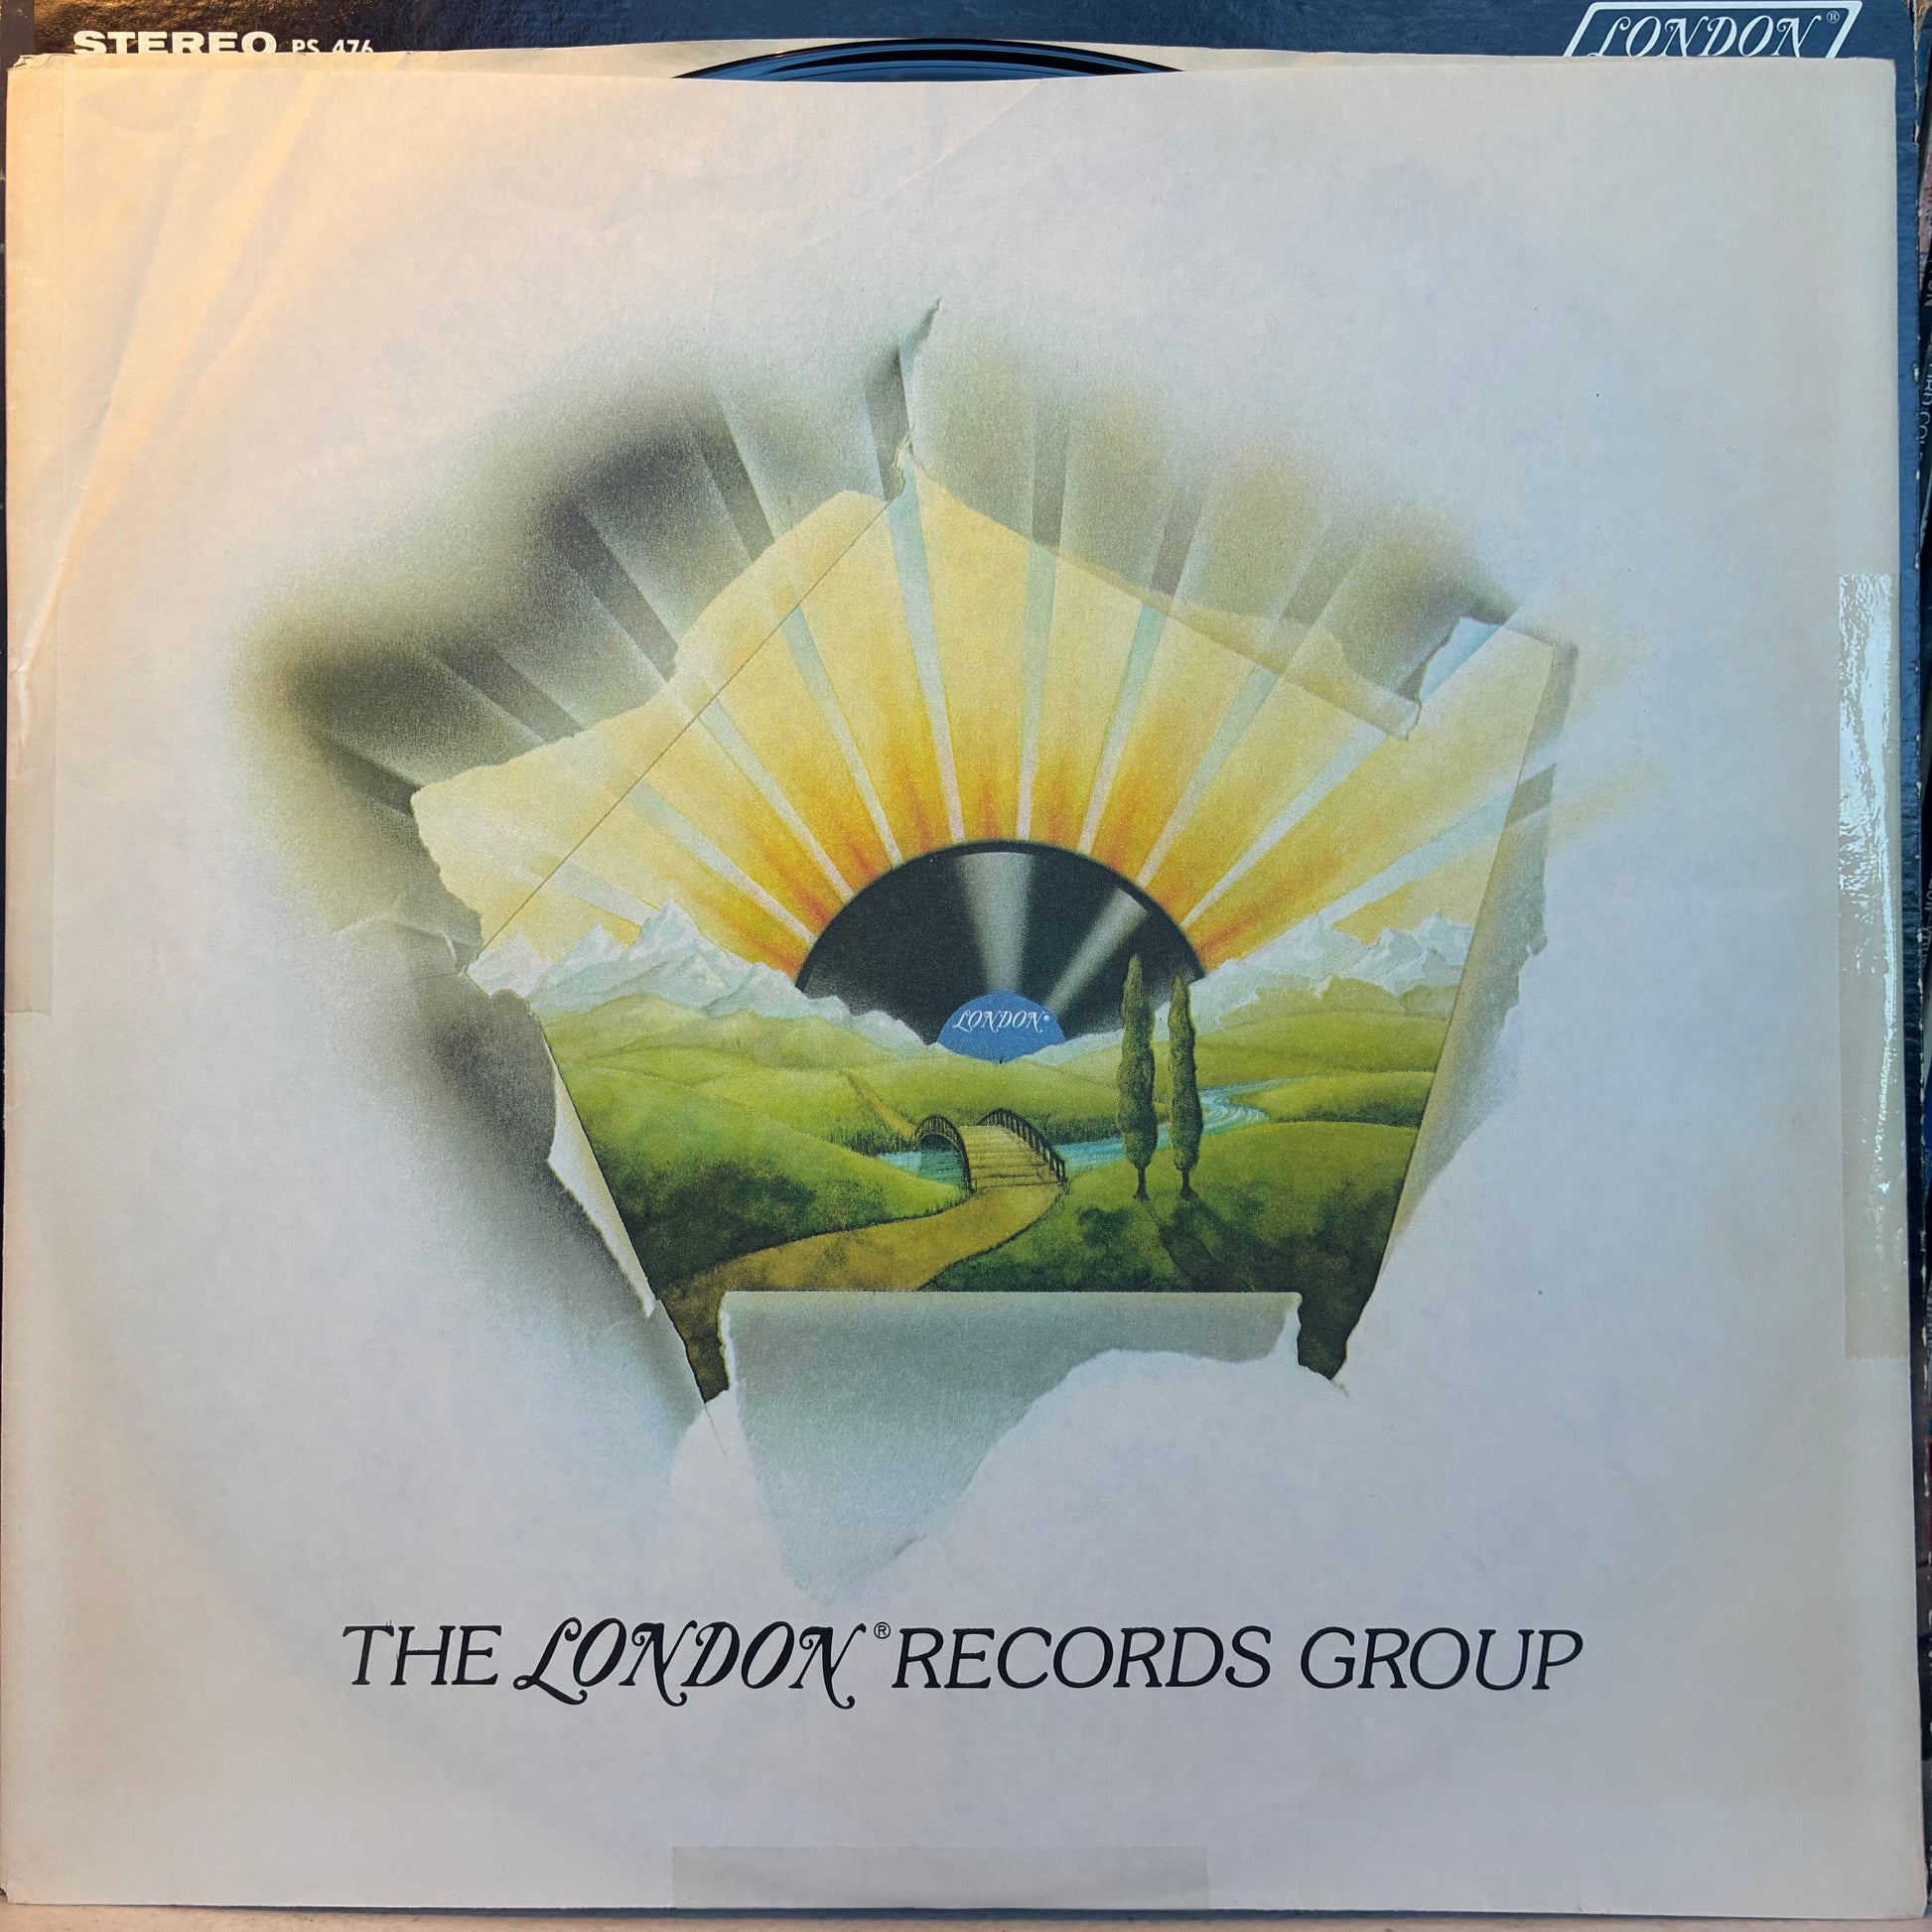 STEREO PS 476
LONDON®
LONDON®
THE LONDON® RECORDS GROUP